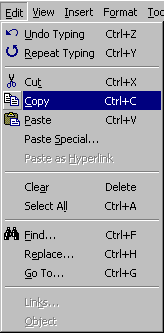 Edit View Insert Format Too
Undo Typing Ctrl+Z
Repeat Typing Ctrl+Y
Cut Ctrl+X
Copy Ctrl+C
Paste Ctrl+V
Paste Special...
Paste as Hyperlink
Clear Delete
Select All Ctrl+A
Find... Ctrl+F
Replace... Ctrl+H
Go To... Ctrl+G
Links...
Object